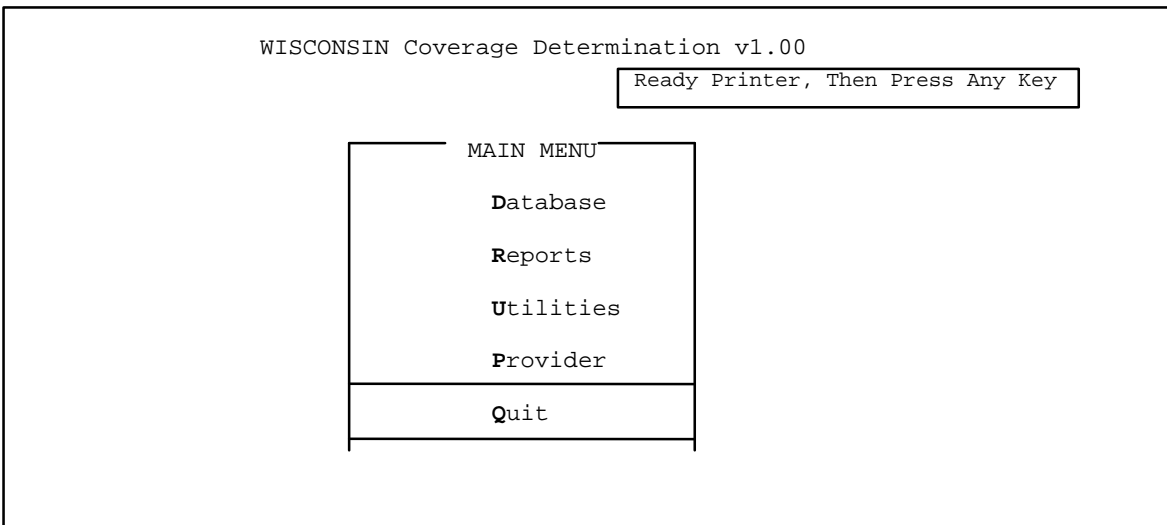 WISCONSIN Coverage Determination v1.00
Ready Printer, Then Press Any Key
MAIN MENU
Database
Reports
Utilities
Provider
Quit